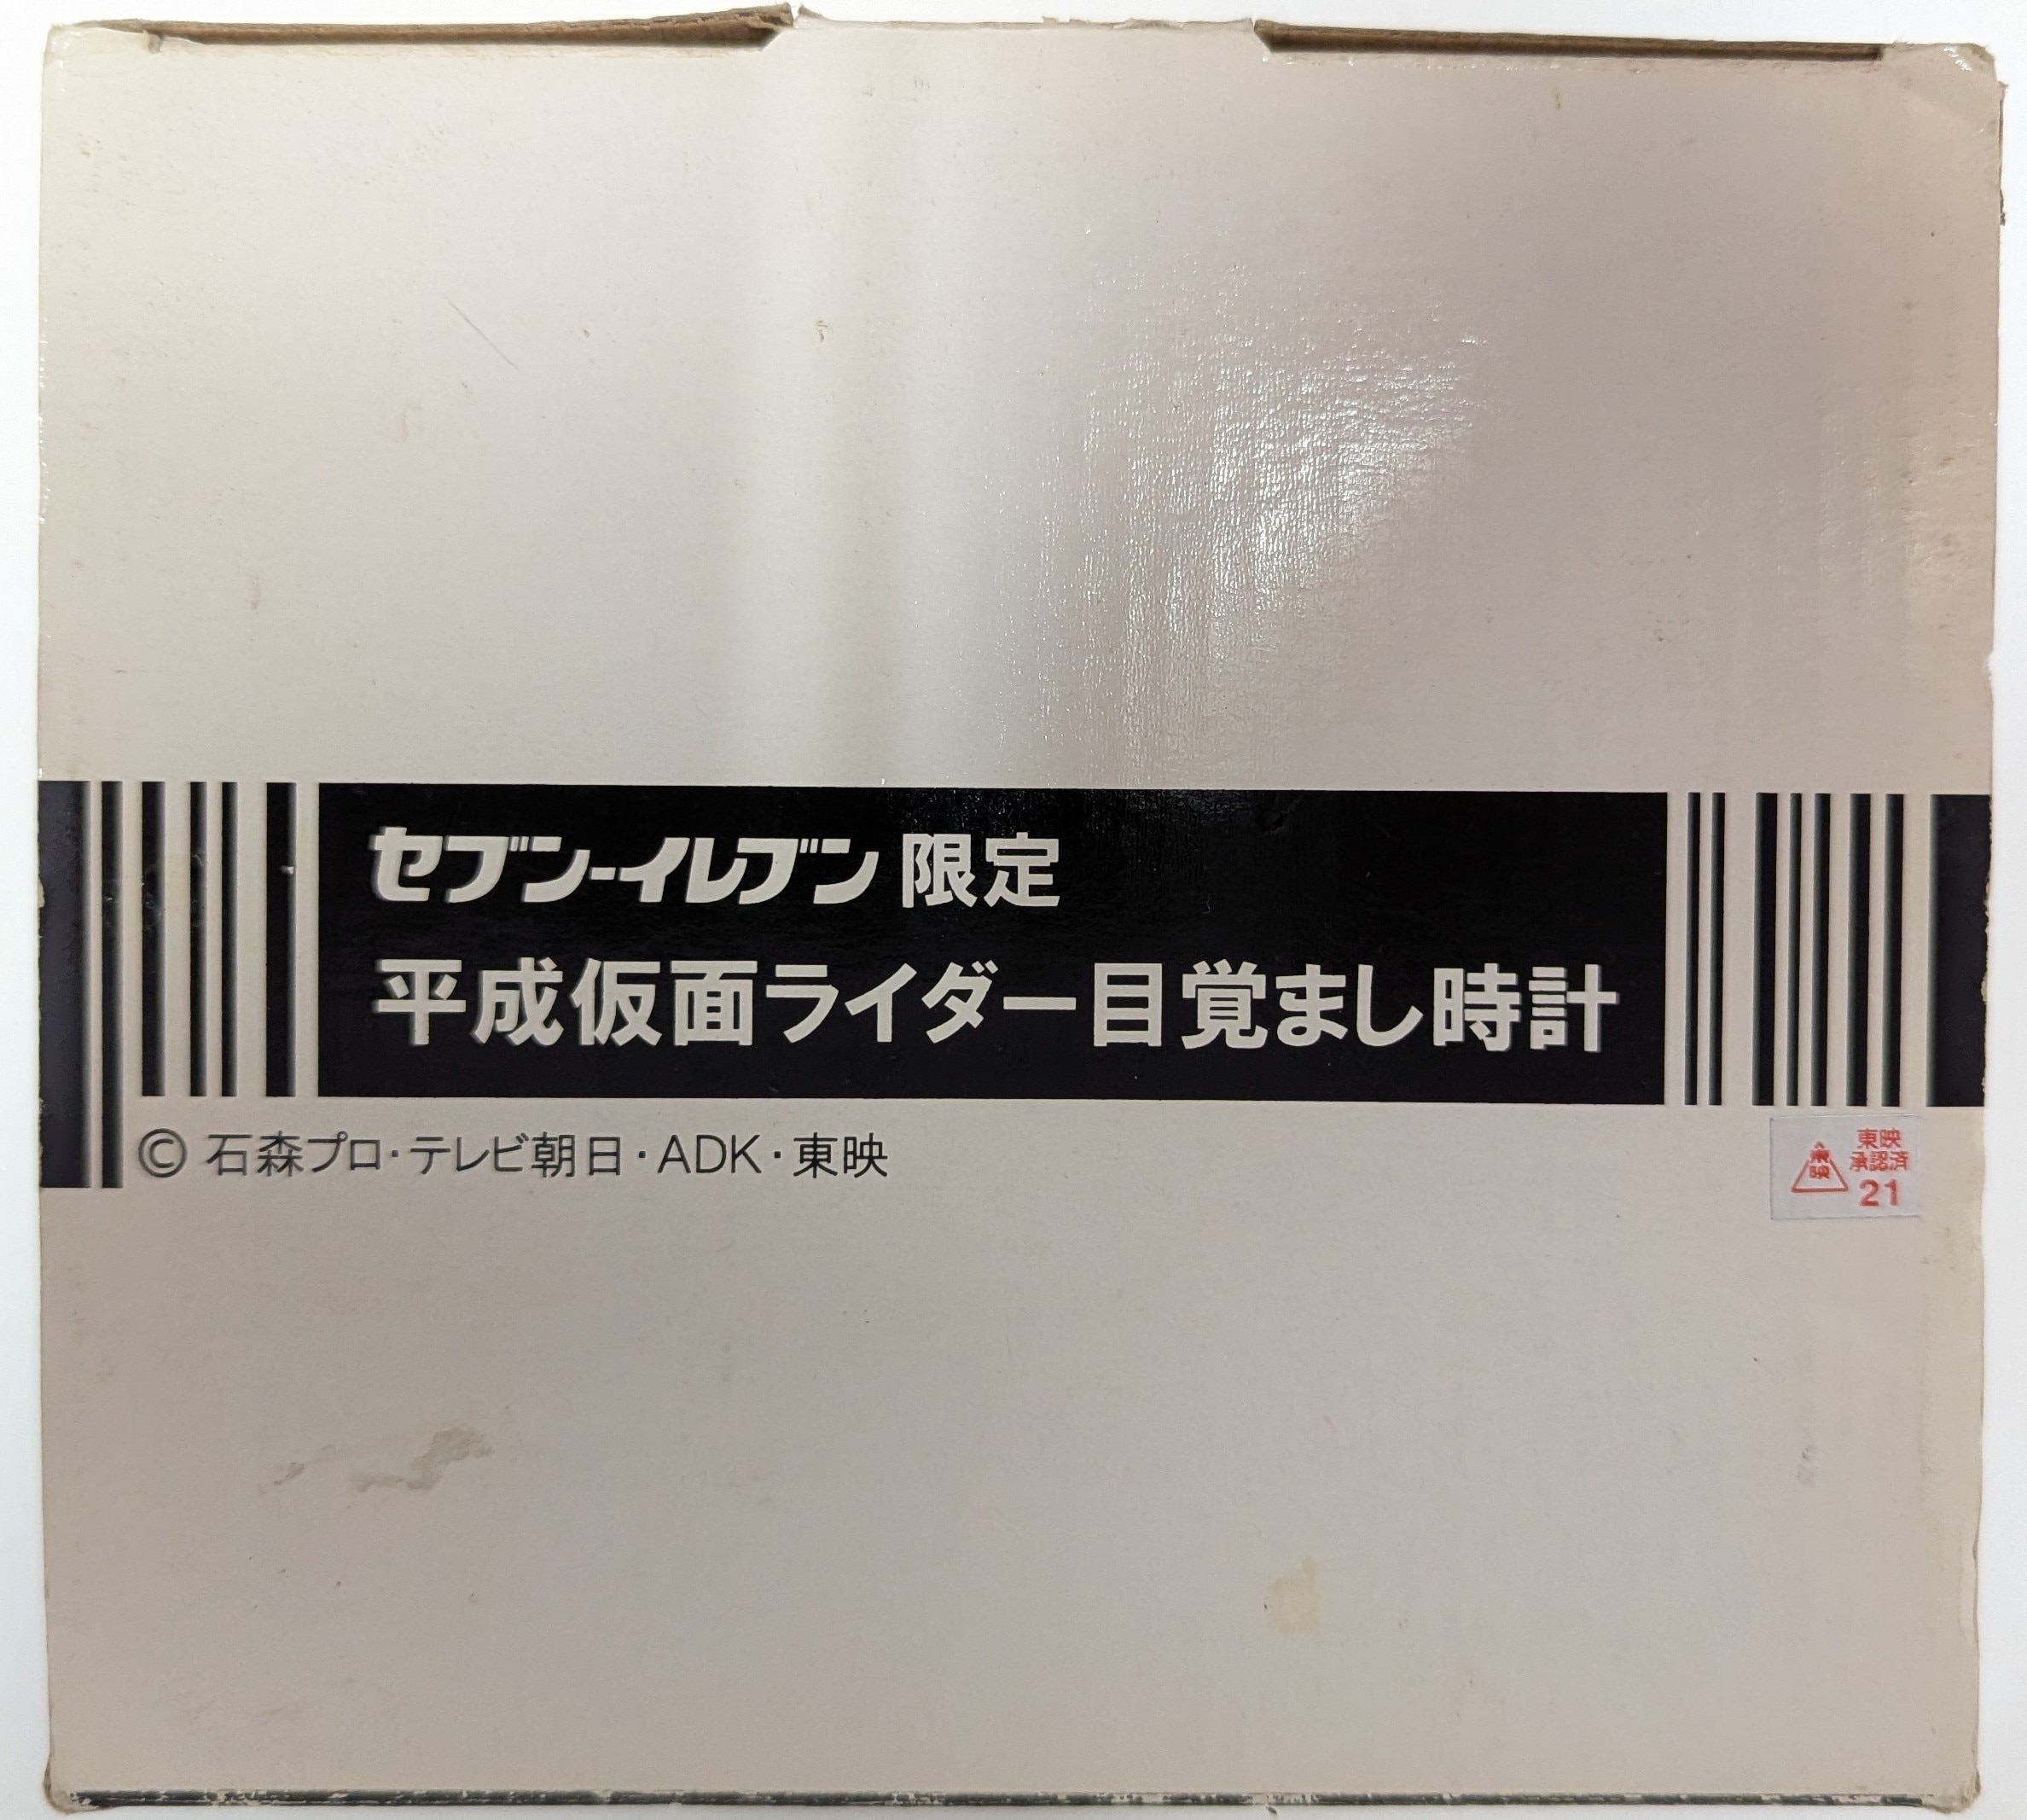 セブン-イレブン 限定
平成仮面ライダー目覚まし時計
© 石森プロ・テレビ朝日・ADK・東映
東映
東映
承認済
21